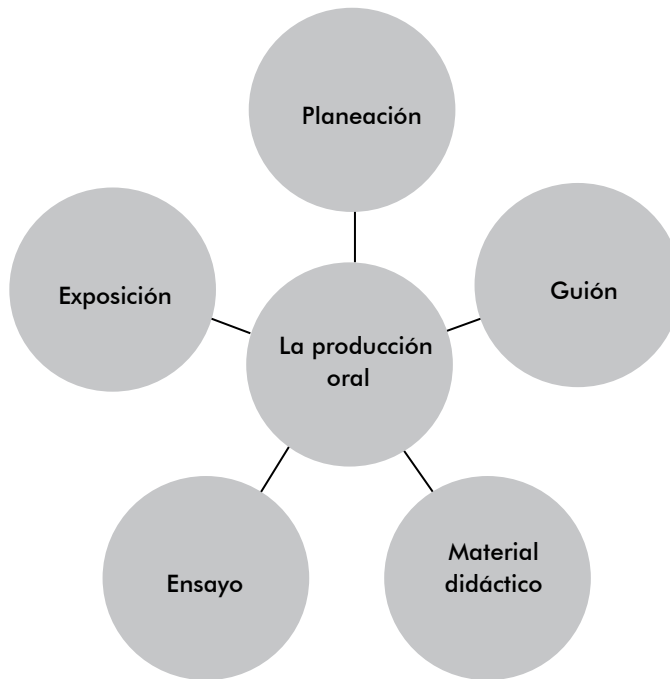 Planeación
Exposición
Guión
La producción
oral
Ensayo
Material
didáctico